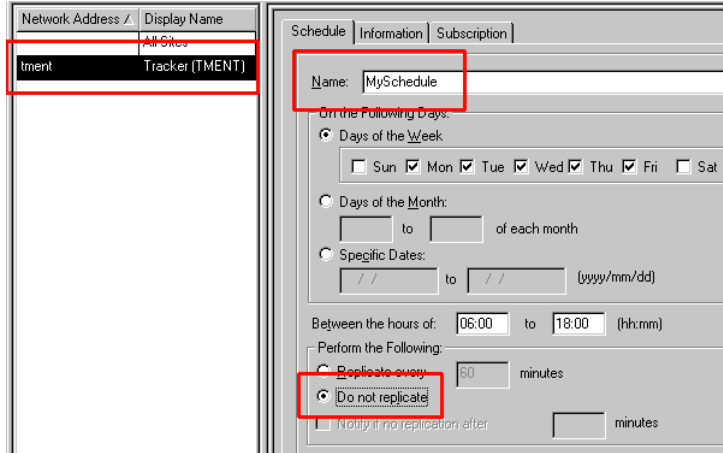 Network Address Display Name
All Sites
tment Tracker (TMENT)
Schedule Information Subscription
Name: MySchedule
On the Following Days:
Days of the Week
Sun Mon Tue Wed Thu Fri Sat
Days of the Month:
to of each month
Specific Dates:
/ / to / / (yyyy/mm/dd)
Between the hours of: 06:00 to 18:00 (hh:mm)
Perform the Following:
Replicate every 60 minutes
Do not replicate
Notify if no replication after minutes